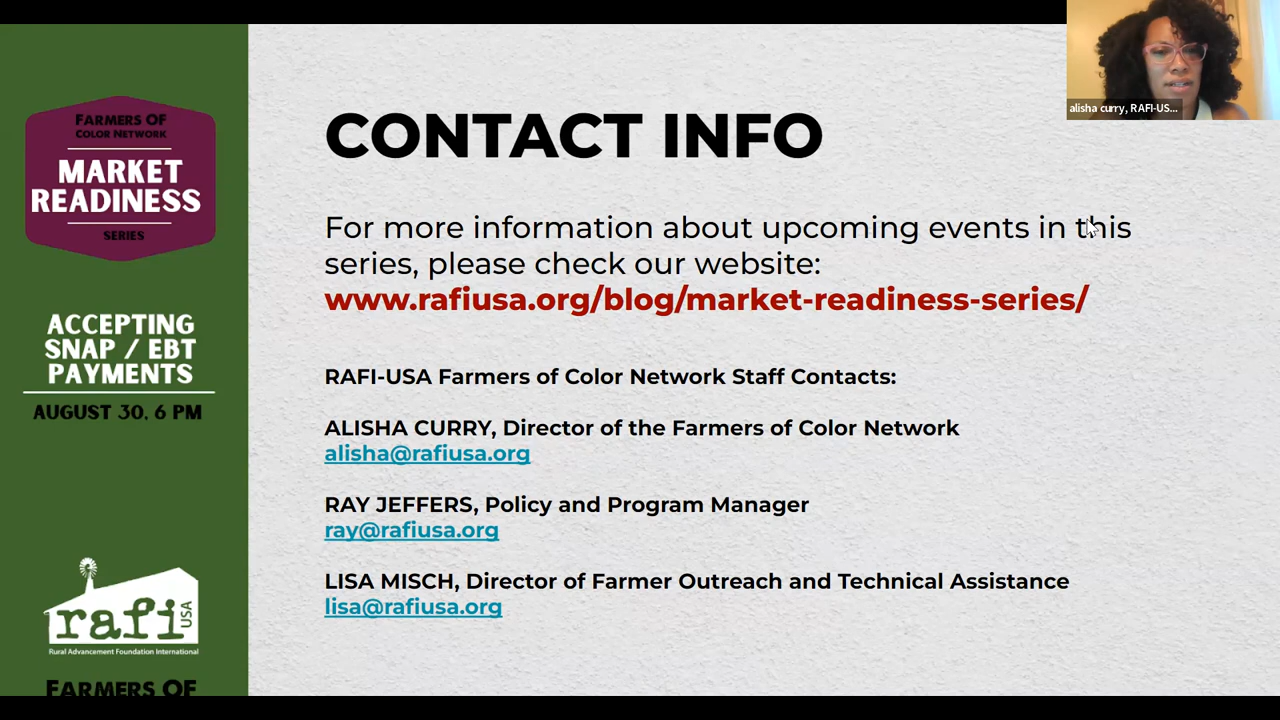 FARMERS OF
COLOR NETWORK
MARKET
READINESS
SERIES
ACCEPTING
SNAP / EBT
PAYMENTS
AUGUST 30, 6 PM
rafi
USA
Rural Advancement Foundation International
FARMERS OF
CONTACT INFO
For more information about upcoming events in this
series, please check our website:
www.rafiusa.org/blog/market-readiness-series/
RAFI-USA Farmers of Color Network Staff Contacts:
ALISHA CURRY, Director of the Farmers of Color Network
alisha@rafiusa.org
RAY JEFFERS, Policy and Program Manager
ray@rafiusa.org
LISA MISCH, Director of Farmer Outreach and Technical Assistance
lisa@rafiusa.org
alisha curry, RAFI-US...